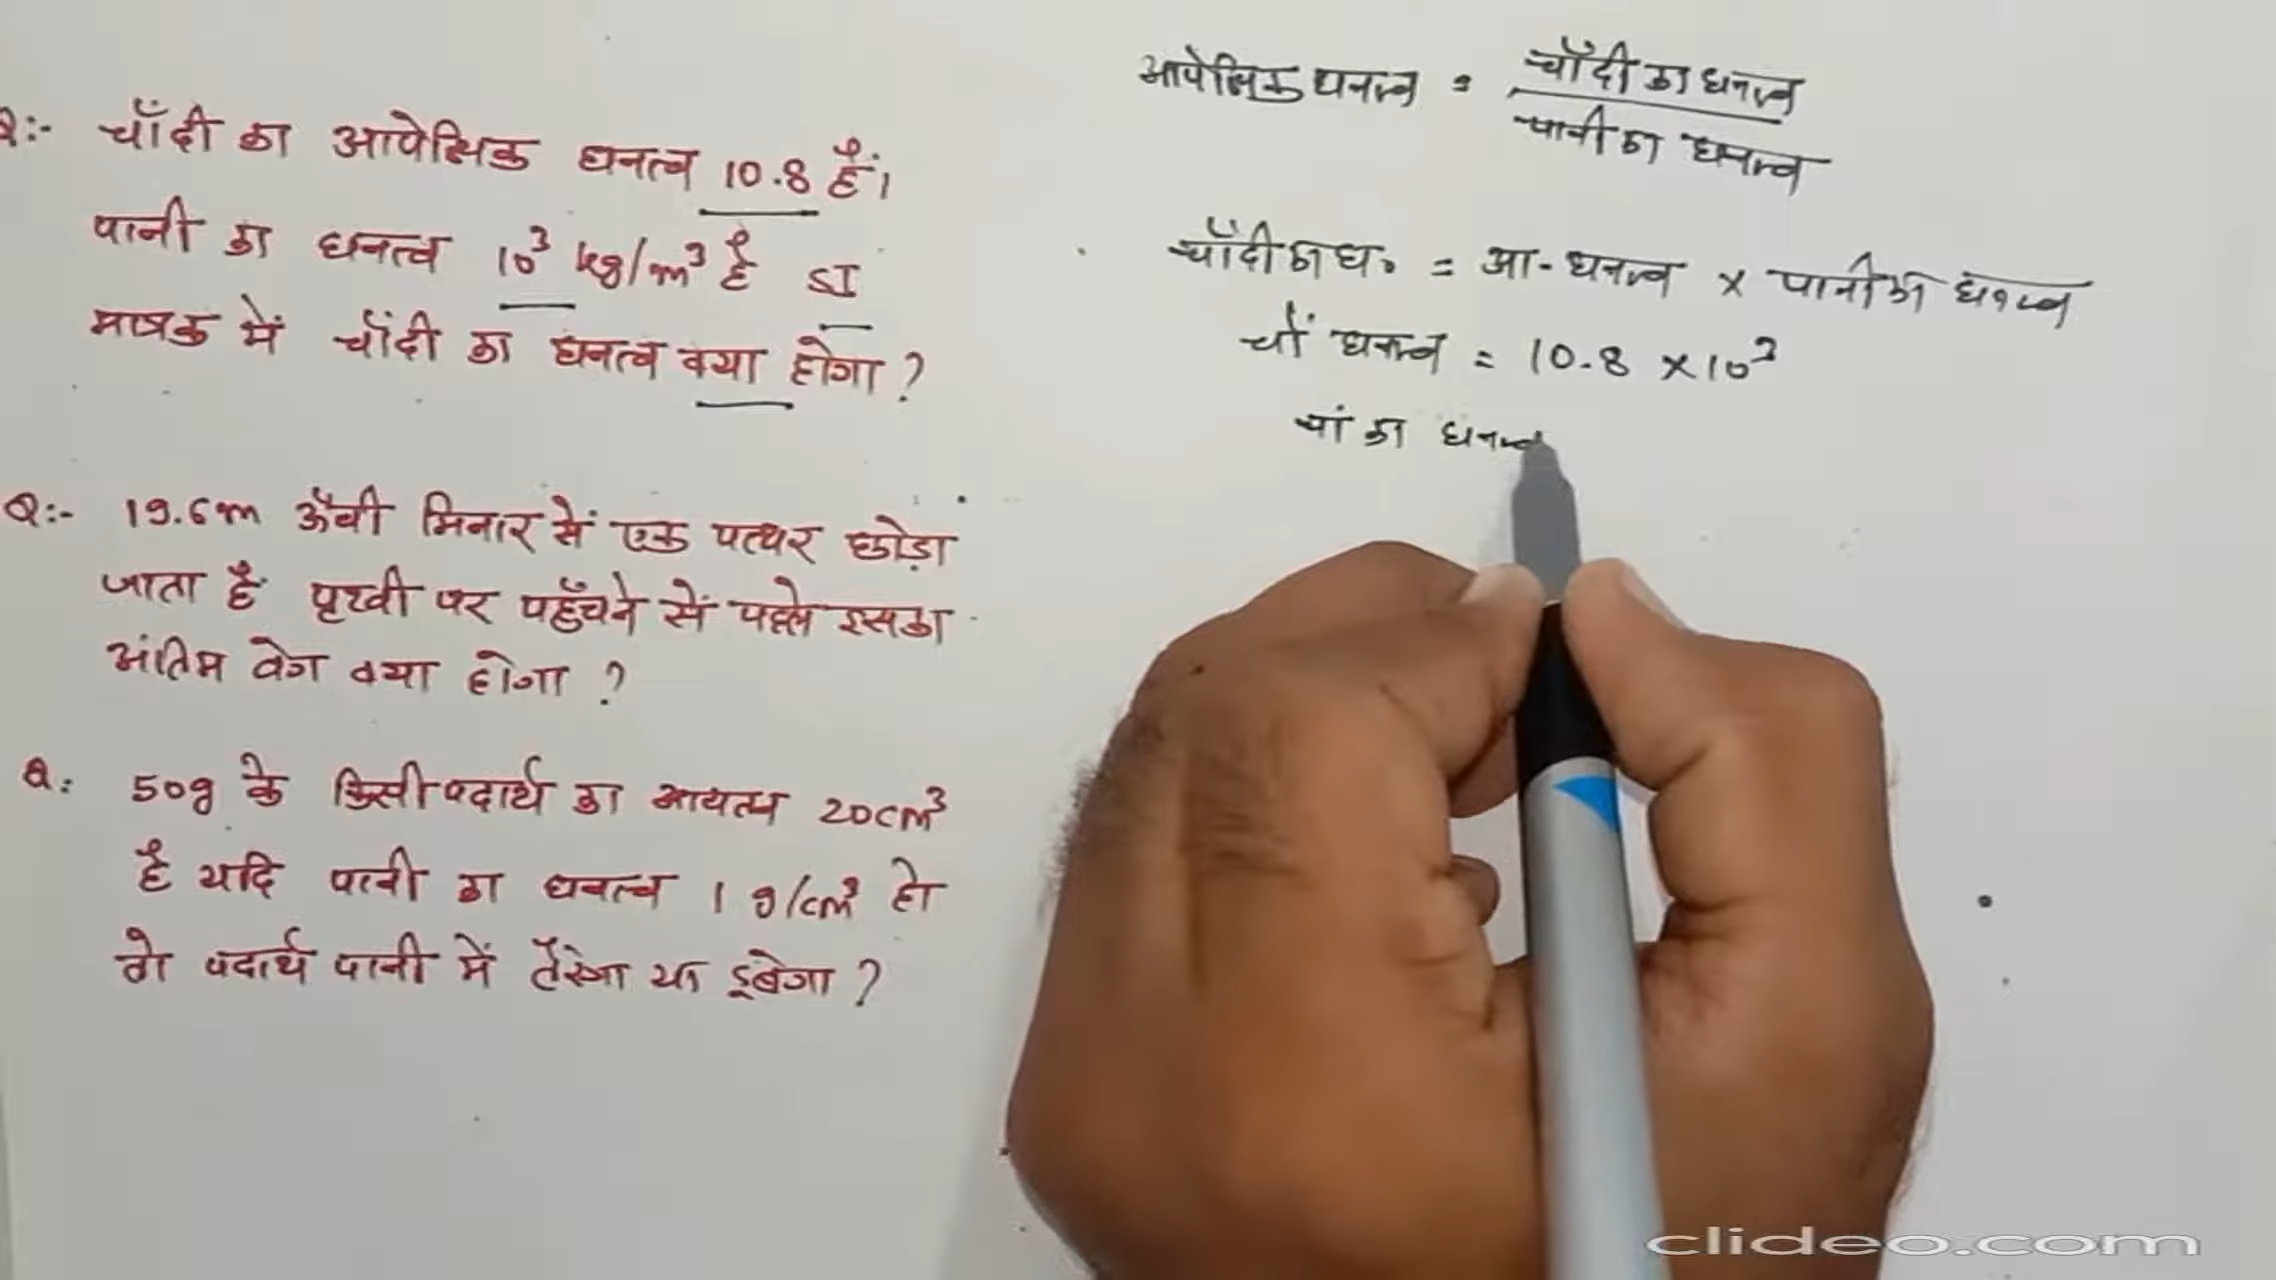 Q:- चाँदी का आपेक्षिक घनत्व 10.8 हैं।
पानी का घनत्व 10³ kg/m³ है SI
मात्रक में चाँदी का घनत्व क्या होगा ?
Q:- 19.6m ऊँची मिनार सें एक पत्थर छोड़ा
जाता हैं पृथ्वी पर पहुँचने सें पहले इसका
अंतिम वेग क्या होगा ?
Q: 50g के किसी पदार्थ का आयतन 20cm³
है यदि पानी का घनत्व 1 g/cm³ हो
तो पदार्थ पानी में तैरेगा या डूबेगा ?
आपेक्षिक घनत्व = चाँदी का घनत्व
पानी का घनत्व
चाँदी का घ० = आ- घनत्व × पानी का घनत्व
चाँ घनत्व = 10.8 × 10³
चां का घनत्व
clideo.com